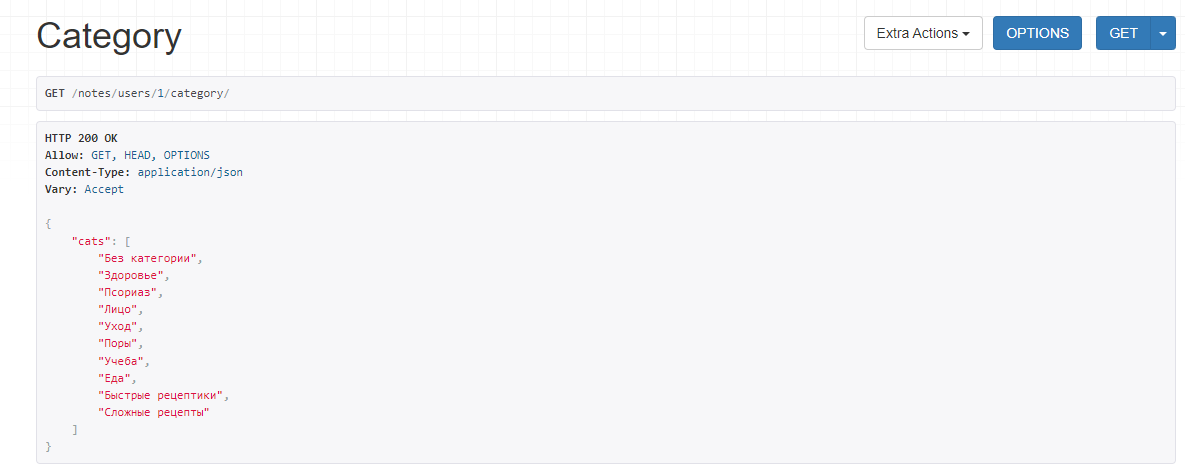 Category
Extra Actions
OPTIONS
GET
GET /notes/users/1/category/
HTTP 200 OK
Allow: GET, HEAD, OPTIONS
Content-Type: application/json
Vary: Accept
{
"cats": [
"Без категории",
"Здоровье",
"Псориаз",
"Лицо",
"Уход",
"Поры",
"Учеба",
"Еда",
"Быстрые рецептики",
"Сложные рецепты"
]
}